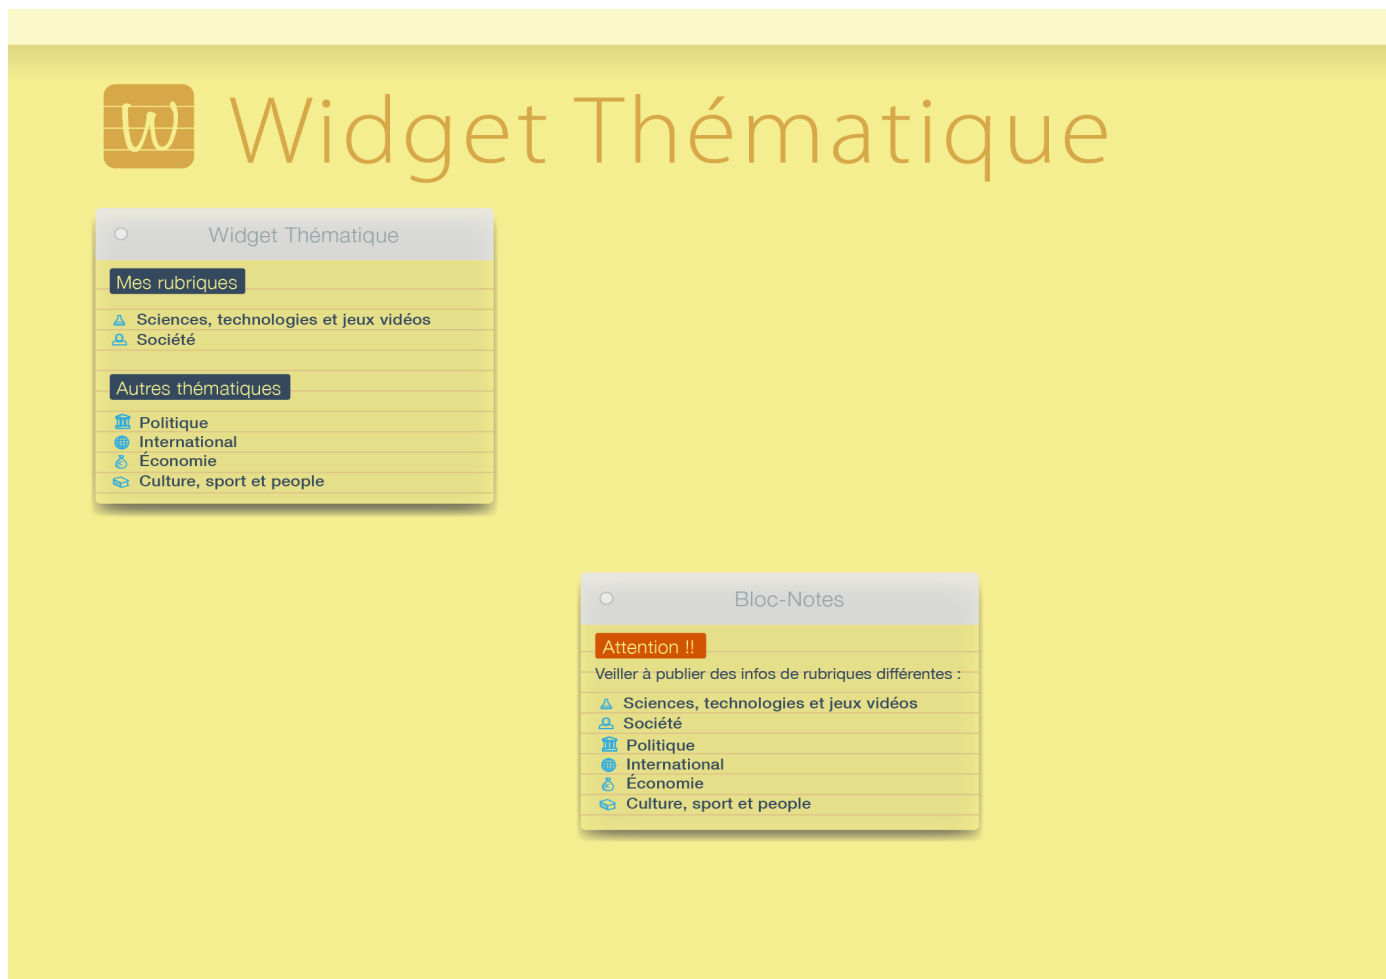 W Widget Thématique
Widget Thématique
Mes rubriques
Sciences, technologies et jeux vidéos
Société
Autres thématiques
Politique
International
Économie
Culture, sport et people
Bloc-Notes
Attention !!
Veiller à publier des infos de rubriques différentes :
Sciences, technologies et jeux vidéos
Société
Politique
International
Économie
Culture, sport et people